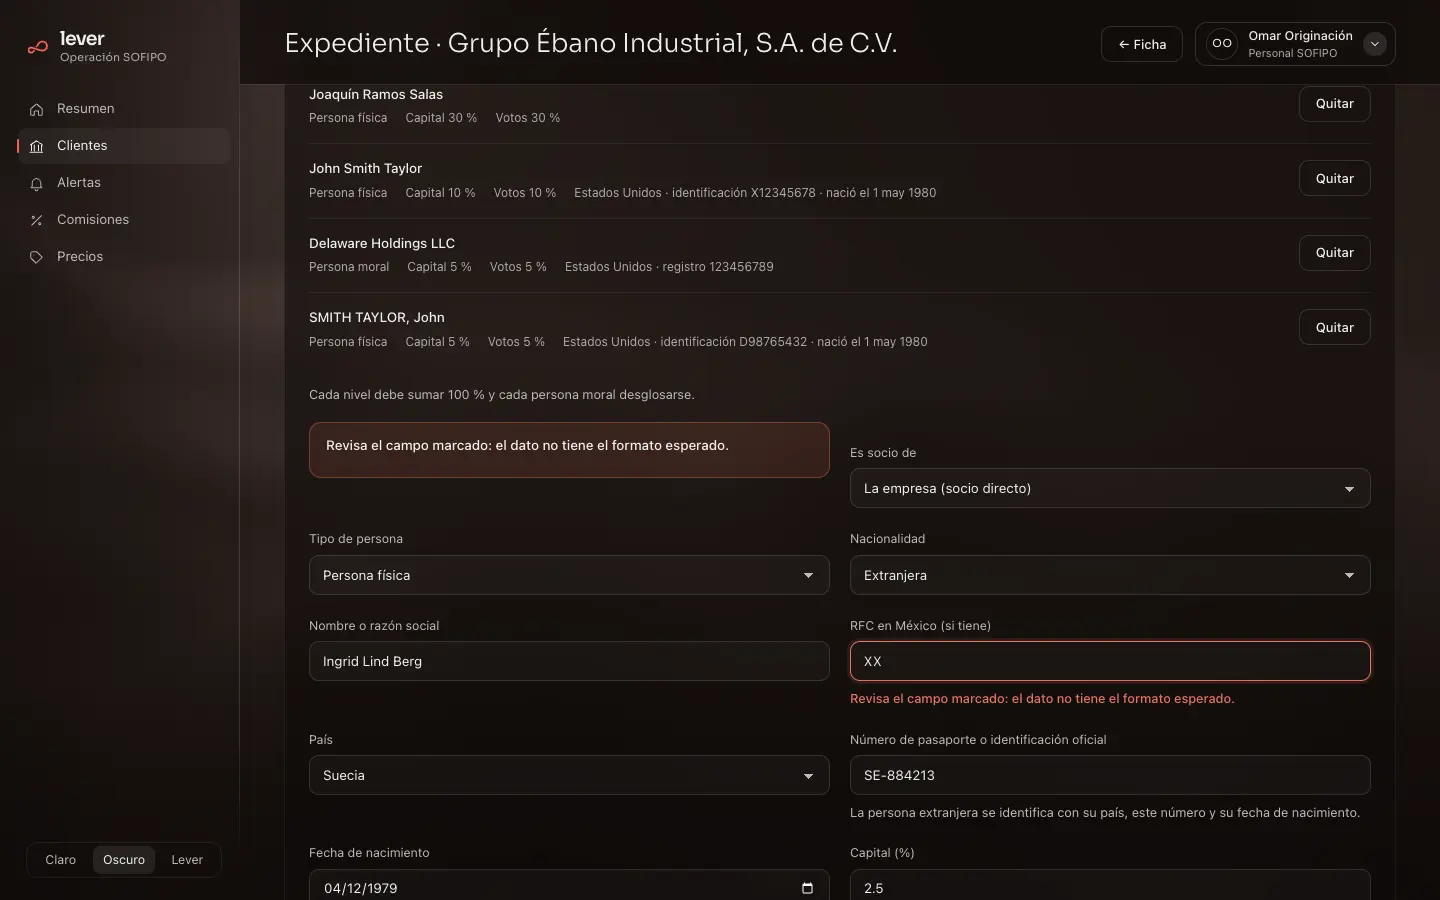 lever
Operación SOFIPO
Expediente · Grupo Ébano Industrial, S.A. de C.V.
← Ficha
OO
Omar Originación
Personal SOFIPO
Resumen
Clientes
Alertas
Comisiones
Precios
Joaquín Ramos Salas
Persona física Capital 30 % Votos 30 %
Quitar
John Smith Taylor
Persona física Capital 10 % Votos 10 % Estados Unidos · identificación X12345678 · nació el 1 may 1980
Quitar
Delaware Holdings LLC
Persona moral Capital 5 % Votos 5 % Estados Unidos · registro 123456789
Quitar
SMITH TAYLOR, John
Persona física Capital 5 % Votos 5 % Estados Unidos · identificación D98765432 · nació el 1 may 1980
Quitar
Cada nivel debe sumar 100 % y cada persona moral desglosarse.
Revisa el campo marcado: el dato no tiene el formato esperado.
Es socio de
La empresa (socio directo)
Tipo de persona
Persona física
Nacionalidad
Extranjera
Nombre o razón social
Ingrid Lind Berg
RFC en México (si tiene)
XX
Revisa el campo marcado: el dato no tiene el formato esperado.
País
Suecia
Número de pasaporte o identificación oficial
SE-884213
La persona extranjera se identifica con su país, este número y su fecha de nacimiento.
Fecha de nacimiento
04/12/1979
Capital (%)
2.5
Claro Oscuro Lever